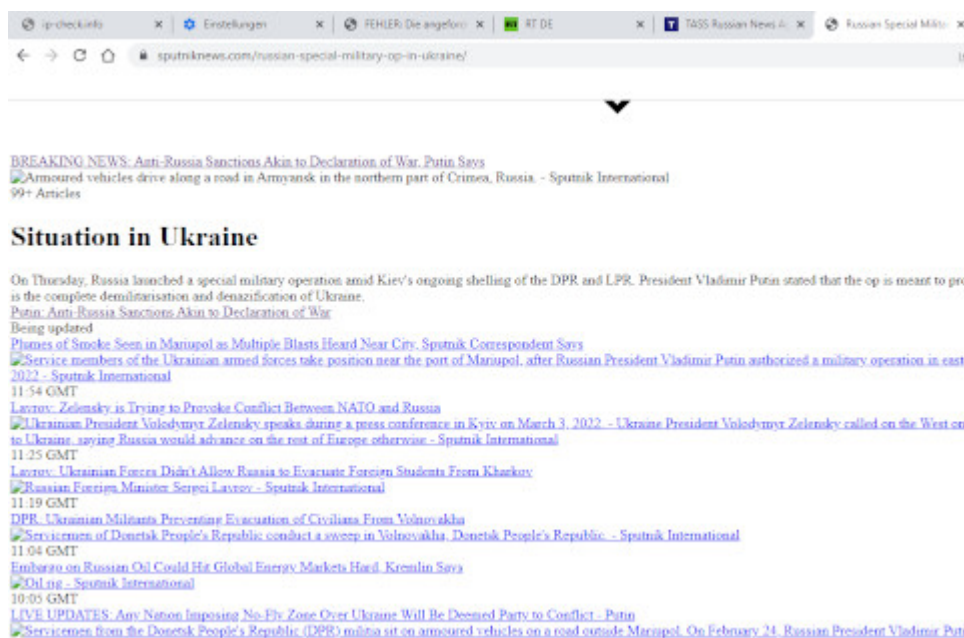 ip-check.info
Einstellungen
FEHLER: Die angeford
RT DE
TASS Russian News A
Russian Special Milita
sputniknews.com/russian-special-military-op-in-ukraine/
BREAKING NEWS: Anti-Russia Sanctions Akin to Declaration of War, Putin Says
Armoured vehicles drive along a road in Armyansk in the northern part of Crimea, Russia. - Sputnik International
99+ Articles
Situation in Ukraine
On Thursday, Russia launched a special military operation amid Kiev's ongoing shelling of the DPR and LPR. President Vladimir Putin stated that the op is meant to pro
is the complete demilitarisation and denazification of Ukraine.
Putin: Anti-Russia Sanctions Akin to Declaration of War
Being updated
Plumes of Smoke Seen in Mariupol as Multiple Blasts Heard Near City, Sputnik Correspondent Says
Service members of the Ukrainian armed forces take position near the port of Mariupol, after Russian President Vladimir Putin authorized a military operation in east
2022 - Sputnik International
11:54 GMT
Lavrov: Zelensky is Trying to Provoke Conflict Between NATO and Russia
Ukrainian President Volodymyr Zelensky speaks during a press conference in Kyiv on March 3, 2022. - Ukraine President Volodymyr Zelensky called on the West on
to Ukraine, saying Russia would advance on the rest of Europe otherwise - Sputnik International
11:25 GMT
Lavrov: Ukrainian Forces Didn't Allow Russia to Evacuate Foreign Students From Kharkov
Russian Foreign Minister Sergei Lavrov - Sputnik International
11:19 GMT
DPR: Ukrainian Militants Preventing Evacuation of Civilians From Volnovakha
Servicemen of Donetsk People's Republic conduct a sweep in Volnovakha, Donetsk People's Republic. - Sputnik International
11:04 GMT
Embargo on Russian Oil Could Hit Global Energy Markets Hard, Kremlin Says
Oil rig - Sputnik International
10:05 GMT
LIVE UPDATES: Any Nation Imposing No-Fly Zone Over Ukraine Will Be Deemed Party to Conflict - Putin
Servicemen from the Donetsk People's Republic (DPR) militia sit on armoured vehicles on a road outside Mariupol. On February 24, Russian President Vladimir Puti